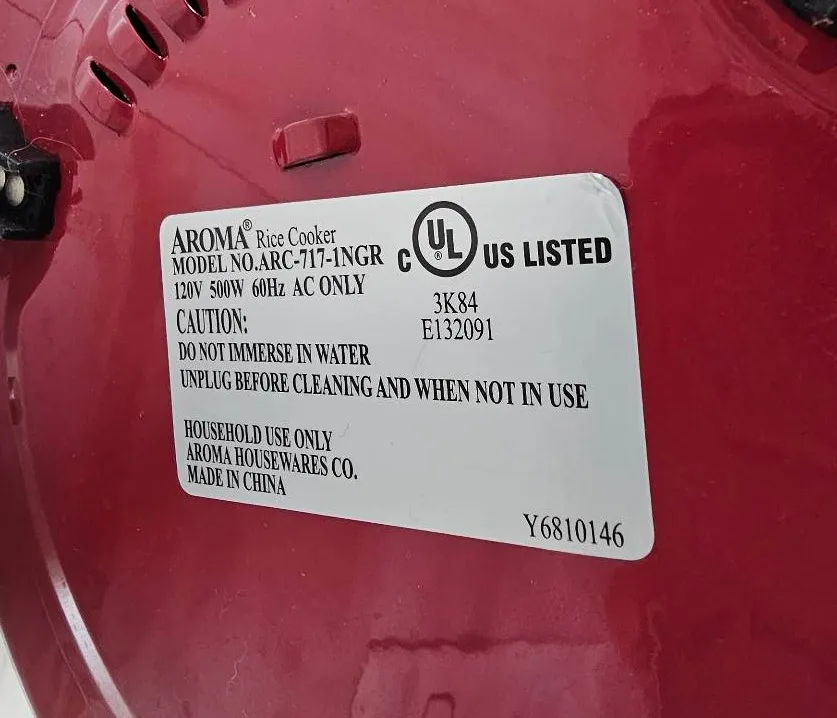 AROMA® Rice Cooker
MODEL NO.ARC-717-1NGR
120V 500W 60Hz AC ONLY
C UL® US LISTED
3K84
E132091
CAUTION:
DO NOT IMMERSE IN WATER
UNPLUG BEFORE CLEANING AND WHEN NOT IN USE
HOUSEHOLD USE ONLY
AROMA HOUSEWARES CO.
MADE IN CHINA
Y6810146